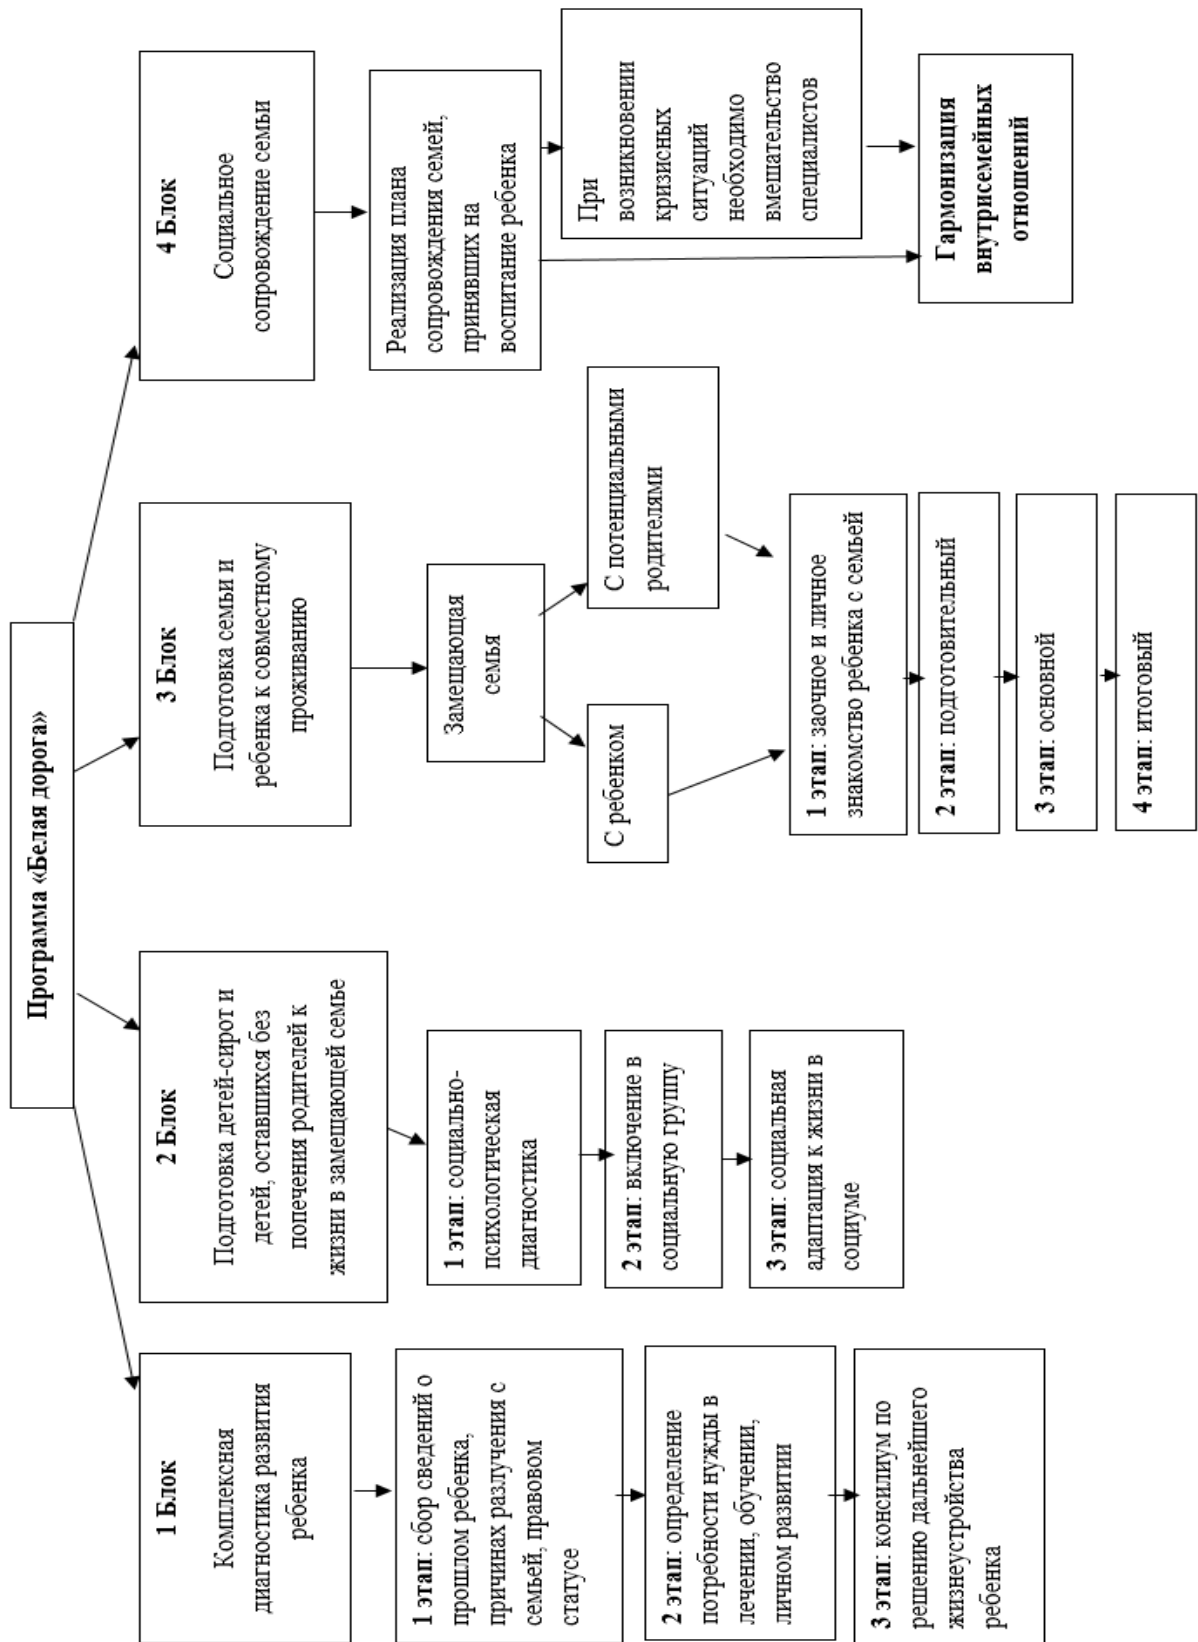 Программа «Белая дорога»
1 Блок
Комплексная
диагностика развития
ребенка
1 этап: сбор сведений о
прошлом ребенка,
причинах разлучения с
семьей, правовом
статусе
2 этап: определение
потребности нужды в
лечении, обучении,
личном развитии
3 этап: консилиум по
решению дальнейшего
жизнеустройства
ребенка
2 Блок
Подготовка детей-сирот и
детей, оставшихся без
попечения родителей к
жизни в замещающей семье
1 этап: социально-
психологическая
диагностика
2 этап: включение в
социальную группу
3 этап: социальная
адаптация к жизни в
социуме
3 Блок
Подготовка семьи и
ребенка к совместному
проживанию
Замещающая
семья
С ребенком
С потенциальными
родителями
1 этап: заочное и личное
знакомство ребенка с семьей
2 этап: подготовительный
3 этап: основной
4 этап: итоговый
4 Блок
Социальное
сопровождение семьи
Реализация плана
сопровождения семей,
принявших на
воспитание ребенка
При
возникновении
кризисных
ситуаций
необходимо
вмешательство
специалистов
Гармонизация
внутрисемейных
отношений